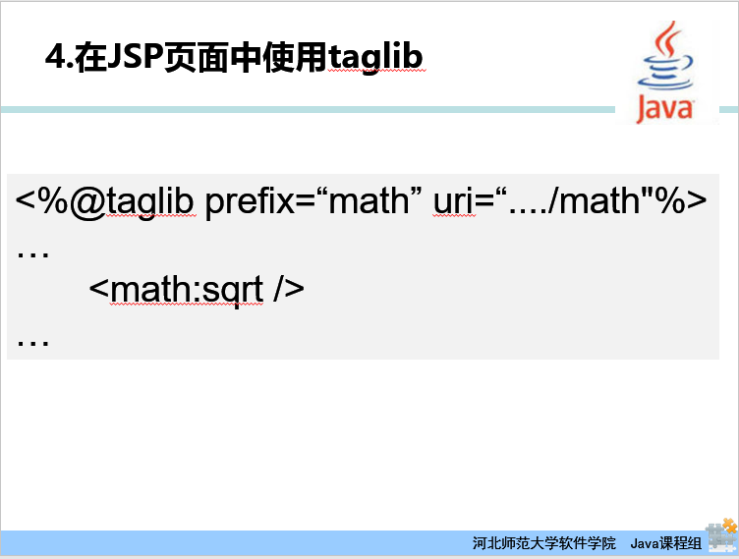 4.在JSP页面中使用taglib
Java
<%@taglib prefix=“math” uri=“..../math"%>
…
<math:sqrt />
…
河北师范大学软件学院 Java课程组